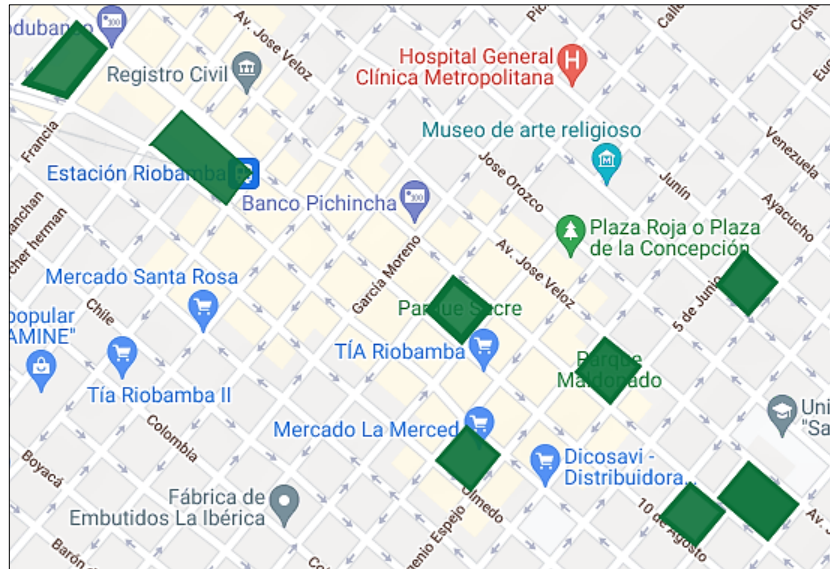 Av. Jose Veloz
Registro Civil
Hospital General
Clínica Metropolitana
Museo de arte religioso
Venezuela
Francia
Estación Riobamba
Banco Pichincha
Jose Orozco
Junín
Ayacucho
Plaza Roja o Plaza
de la Concepción
García Moreno
Av. Jose Veloz
Mercado Santa Rosa
Parque Sucre
5 de Junio
Chile
TÍA Riobamba
Parque
Maldonado
popular
AMINE"
Tía Riobamba II
Colombia
Mercado La Merced
Dicosavi -
Distribuidora...
Boyacá
Fábrica de
Embutidos La Ibérica
Olmedo
10 de Agosto